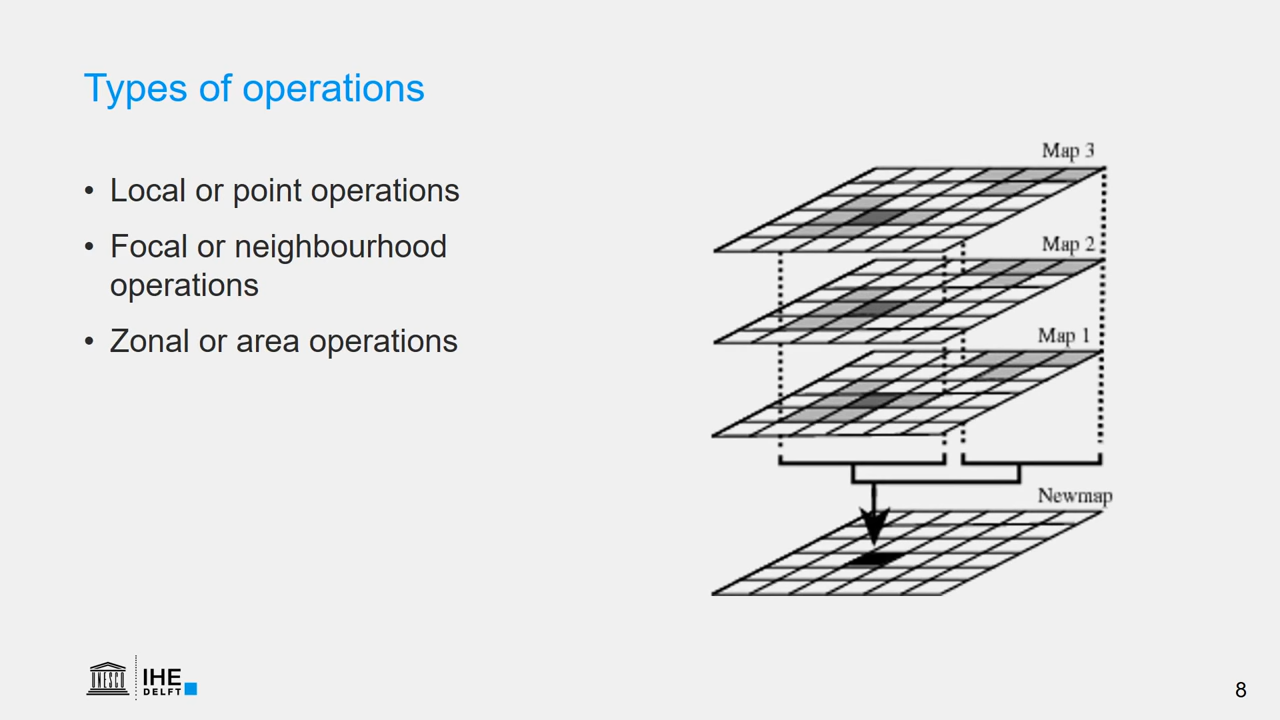 Types of operations
• Local or point operations
• Focal or neighbourhood
operations
• Zonal or area operations
Map 3
Map 2
Map 1
Newmap
UNESCO
IHE
DELFT
8